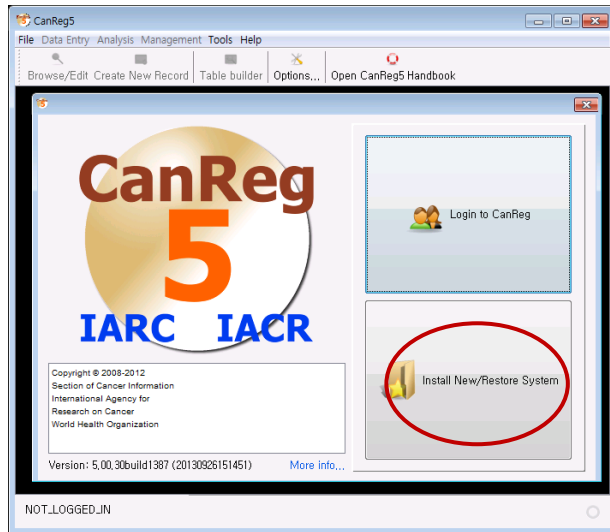 CanReg5
File Data Entry Analysis Management Tools Help
Browse/Edit Create New Record Table builder Options... Open CanReg5 Handbook
CanReg
5
IARC IACR
Login to CanReg
Install New/Restore System
Copyright © 2008-2012
Section of Cancer Information
International Agency for
Research on Cancer
World Health Organization
Version: 5,00,30build1387 (20130926151451) More info...
NOT_LOGGED_IN